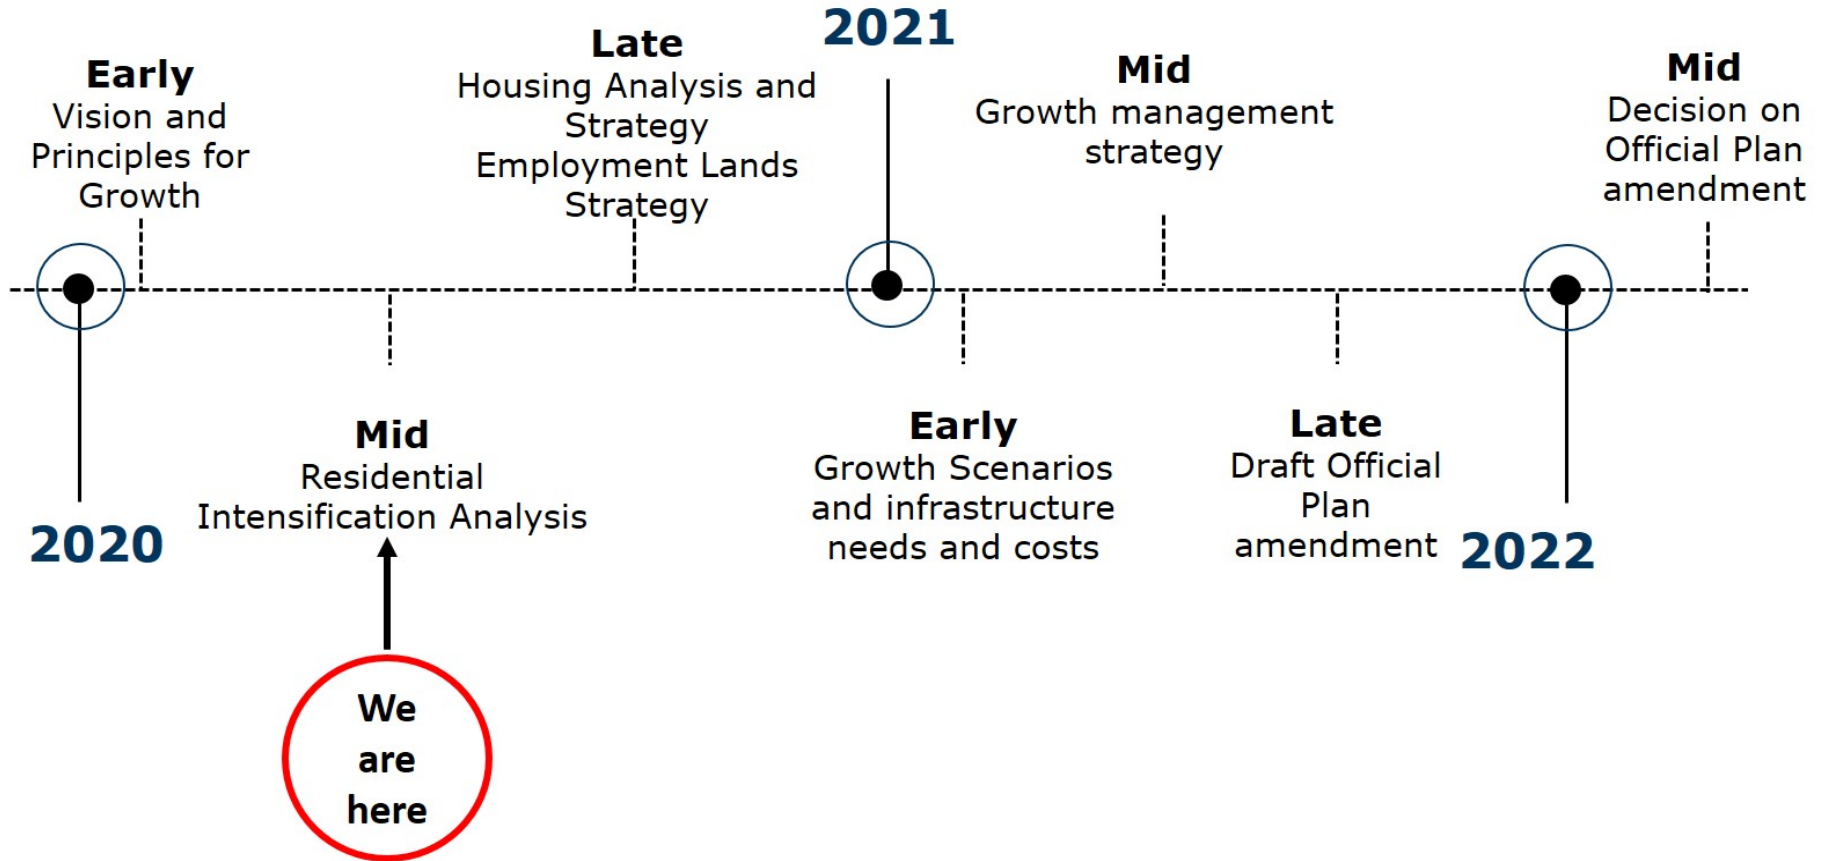 2020
Early
Vision and
Principles for
Growth
Mid
Residential
Intensification Analysis
We
are
here
Late
Housing Analysis and
Strategy
Employment Lands
Strategy
2021
Early
Growth Scenarios
and infrastructure
needs and costs
Mid
Growth management
strategy
Late
Draft Official
Plan
amendment
2022
Mid
Decision on
Official Plan
amendment